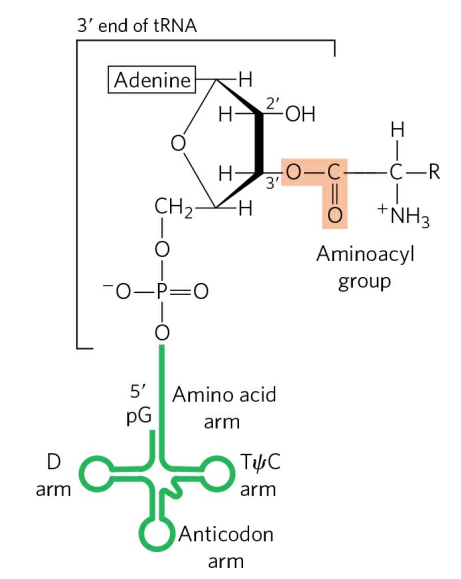 3′ end of tRNA
Adenine
H
H
2′
OH
H
O
H
3′
O
C
C
R
O
+NH3
CH2
H
Aminoacyl
group
O
−O
P
O
O
5′
pG
Amino acid
arm
D
arm
TψC
arm
Anticodon
arm